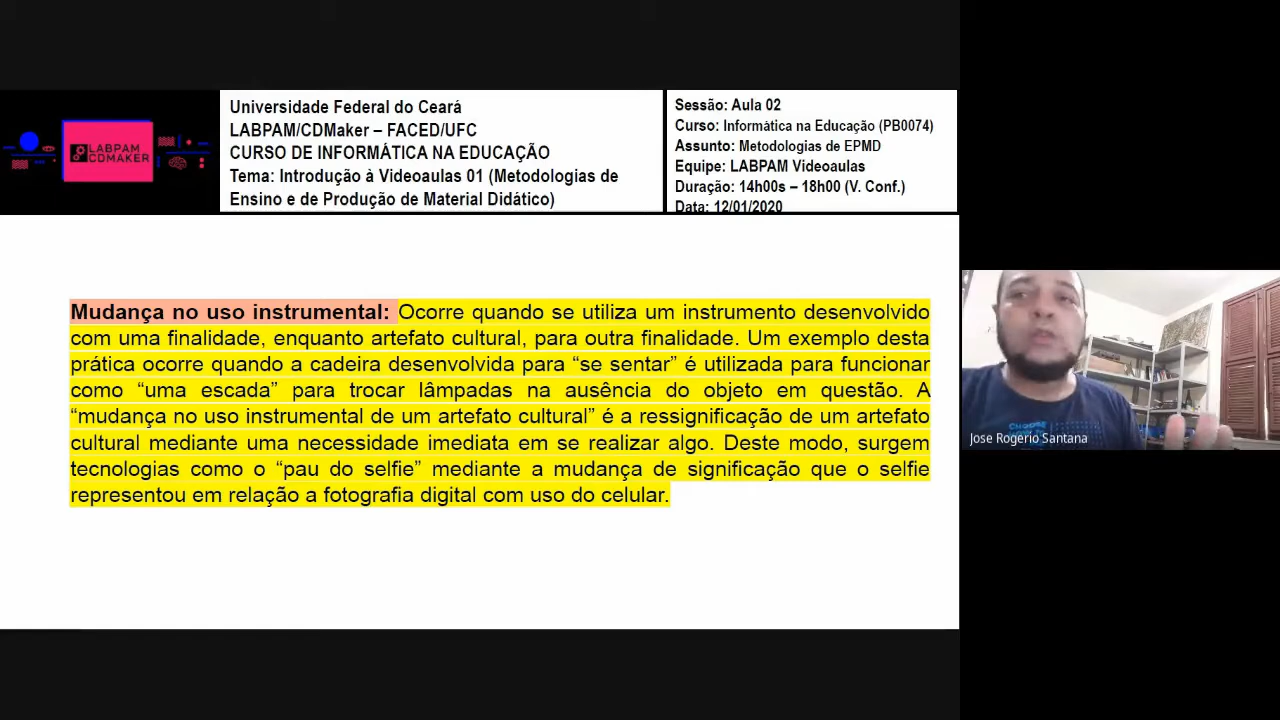 LABPAM
CDMAKER
Universidade Federal do Ceará
LABPAM/CDMaker – FACED/UFC
CURSO DE INFORMÁTICA NA EDUCAÇÃO
Tema: Introdução à Videoaulas 01 (Metodologias de
Ensino e de Produção de Material Didático)
Sessão: Aula 02
Curso: Informática na Educação (PB0074)
Assunto: Metodologias de EPMD
Equipe: LABPAM Videoaulas
Duração: 14h00s – 18h00 (V. Conf.)
Data: 12/01/2020
Mudança no uso instrumental: Ocorre quando se utiliza um instrumento desenvolvido
com uma finalidade, enquanto artefato cultural, para outra finalidade. Um exemplo desta
prática ocorre quando a cadeira desenvolvida para “se sentar” é utilizada para funcionar
como “uma escada” para trocar lâmpadas na ausência do objeto em questão. A
“mudança no uso instrumental de um artefato cultural” é a ressignificação de um artefato
cultural mediante uma necessidade imediata em se realizar algo. Deste modo, surgem
tecnologias como o “pau do selfie” mediante a mudança de significação que o selfie
representou em relação a fotografia digital com uso do celular.
Jose Rogerio Santana